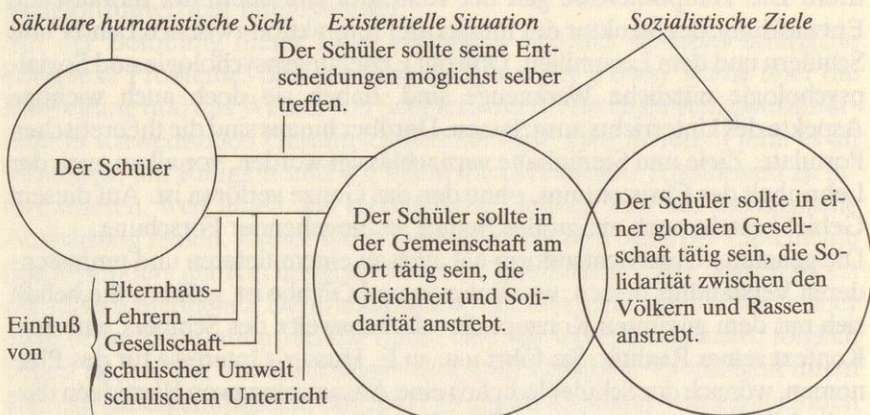 Säkulare humanistische Sicht Existentielle Situation Sozialistische Ziele
Der Schüler sollte seine Ent-
scheidungen möglichst selber
treffen.
Der Schüler
Der Schüler sollte in
der Gemeinschaft am
Ort tätig sein, die
Gleichheit und Soli-
darität anstrebt.
Der Schüler sollte in ei-
ner globalen Gesell-
schaft tätig sein, die So-
lidarität zwischen
Völkern und Rassen
anstrebt.
Einfluß
von
Elternhaus
Lehrern
Gesellschaft
schulischer Umwelt
schulischem Unterricht